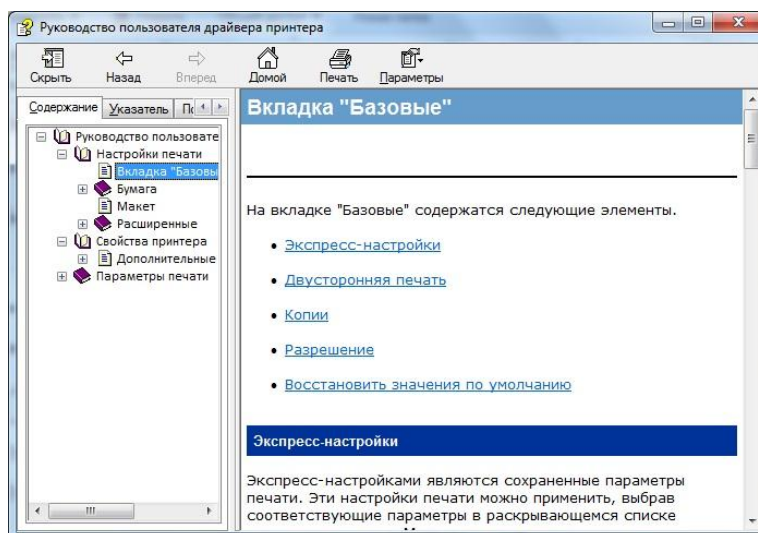 Руководство пользователя драйвера принтера
Скрыть Назад Вперед Домой Печать Параметры
Содержание Указатель
Руководство пользовате
Настройки печати
Вкладка "Базовы
Бумага
Макет
Расширенные
Свойства принтера
Дополнительные
Параметры печати
Вкладка "Базовые"
На вкладке "Базовые" содержатся следующие элементы.
• Экспресс-настройки
• Двусторонняя печать
• Копии
• Разрешение
• Восстановить значения по умолчанию
Экспресс-настройки
Экспресс-настройками являются сохраненные параметры
печати. Эти настройки печати можно применить, выбрав
соответствующие параметры в раскрывающемся списке